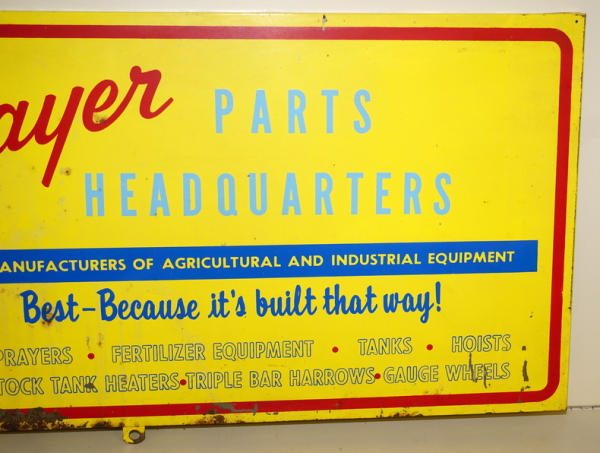 ayer PARTS
HEADQUARTERS
ANUFACTURERS OF AGRICULTURAL AND INDUSTRIAL EQUIPMENT
Best-Because it's built that way!
PRAYERS • FERTILIZER EQUIPMENT • TANKS • HOISTS
TOCK TANK HEATERS•TRIPLE BAR HARROWS•GAUGE WHEELS